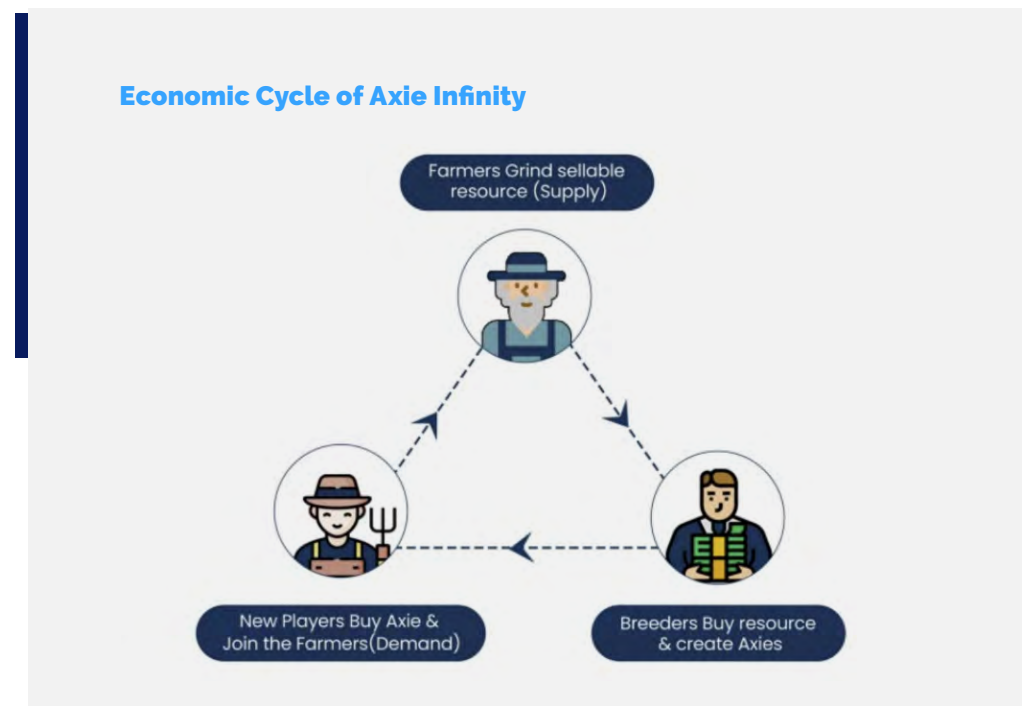 Economic Cycle of Axie Infinity
Farmers Grind sellable
resource (Supply)
New Players Buy Axie &
Join the Farmers(Demand)
Breeders Buy resource
& create Axies